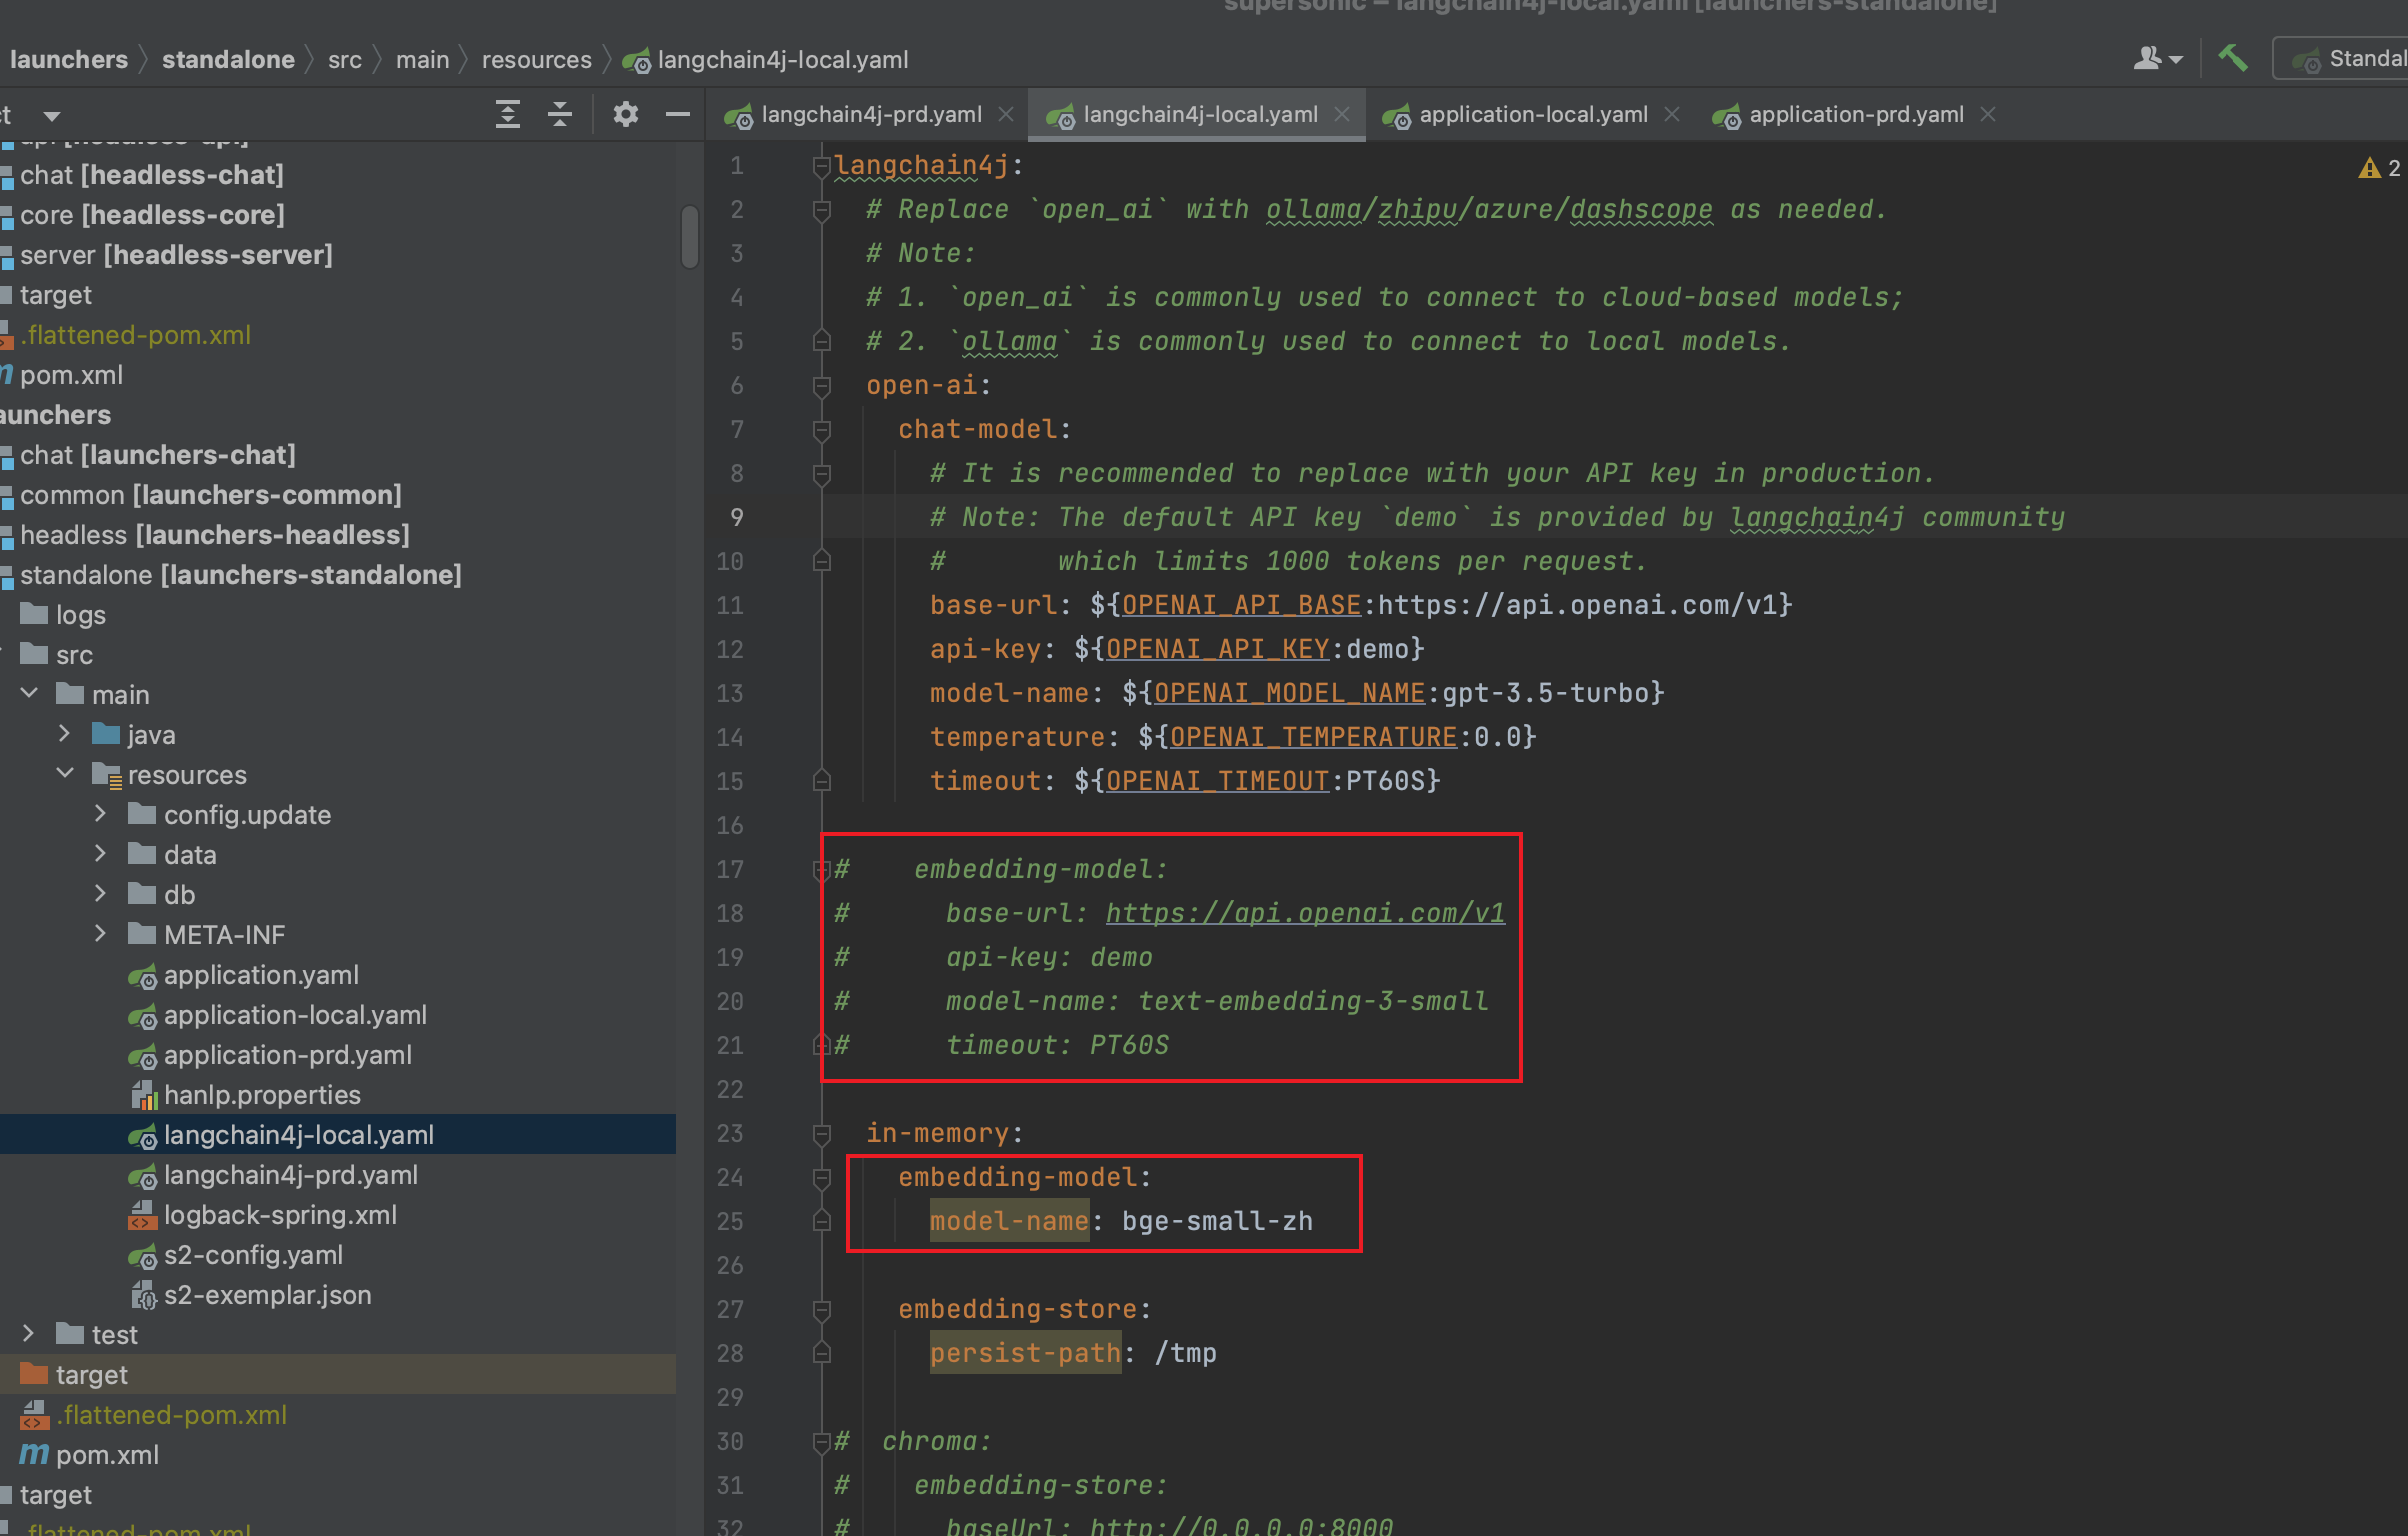 supersonic – langchain4j-local.yaml [launchers-standalone]
launchers standalone src main resources langchain4j-local.yaml
Standal
ct
langchain4j-prd.yaml langchain4j-local.yaml application-local.yaml application-prd.yaml
api [headless-api]
chat [headless-chat]
core [headless-core]
server [headless-server]
target
.flattened-pom.xml
pom.xml
aunchers
chat [launchers-chat]
common [launchers-common]
headless [launchers-headless]
standalone [launchers-standalone]
logs
src
main
java
resources
config.update
data
db
META-INF
application.yaml
application-local.yaml
application-prd.yaml
hanlp.properties
langchain4j-local.yaml
langchain4j-prd.yaml
logback-spring.xml
s2-config.yaml
s2-exemplar.json
test
target
.flattened-pom.xml
pom.xml
target
.flattened-pom.xml
2
1 langchain4j:
2 # Replace `open_ai` with ollama/zhipu/azure/dashscope as needed.
3 # Note:
4 # 1. `open_ai` is commonly used to connect to cloud-based models;
5 # 2. `ollama` is commonly used to connect to local models.
6 open-ai:
7 chat-model:
8 # It is recommended to replace with your API key in production.
9 # Note: The default API key `demo` is provided by langchain4j community
10 # which limits 1000 tokens per request.
11 base-url: ${OPENAI_API_BASE:https://api.openai.com/v1}
12 api-key: ${OPENAI_API_KEY:demo}
13 model-name: ${OPENAI_MODEL_NAME:gpt-3.5-turbo}
14 temperature: ${OPENAI_TEMPERATURE:0.0}
15 timeout: ${OPENAI_TIMEOUT:PT60S}
16
17 # embedding-model:
18 # base-url: https://api.openai.com/v1
19 # api-key: demo
20 # model-name: text-embedding-3-small
21 # timeout: PT60S
22
23 in-memory:
24 embedding-model:
25 model-name: bge-small-zh
26
27 embedding-store:
28 persist-path: /tmp
29
30 # chroma:
31 # embedding-store:
32 # baseUrl: http://0.0.0.0:8000